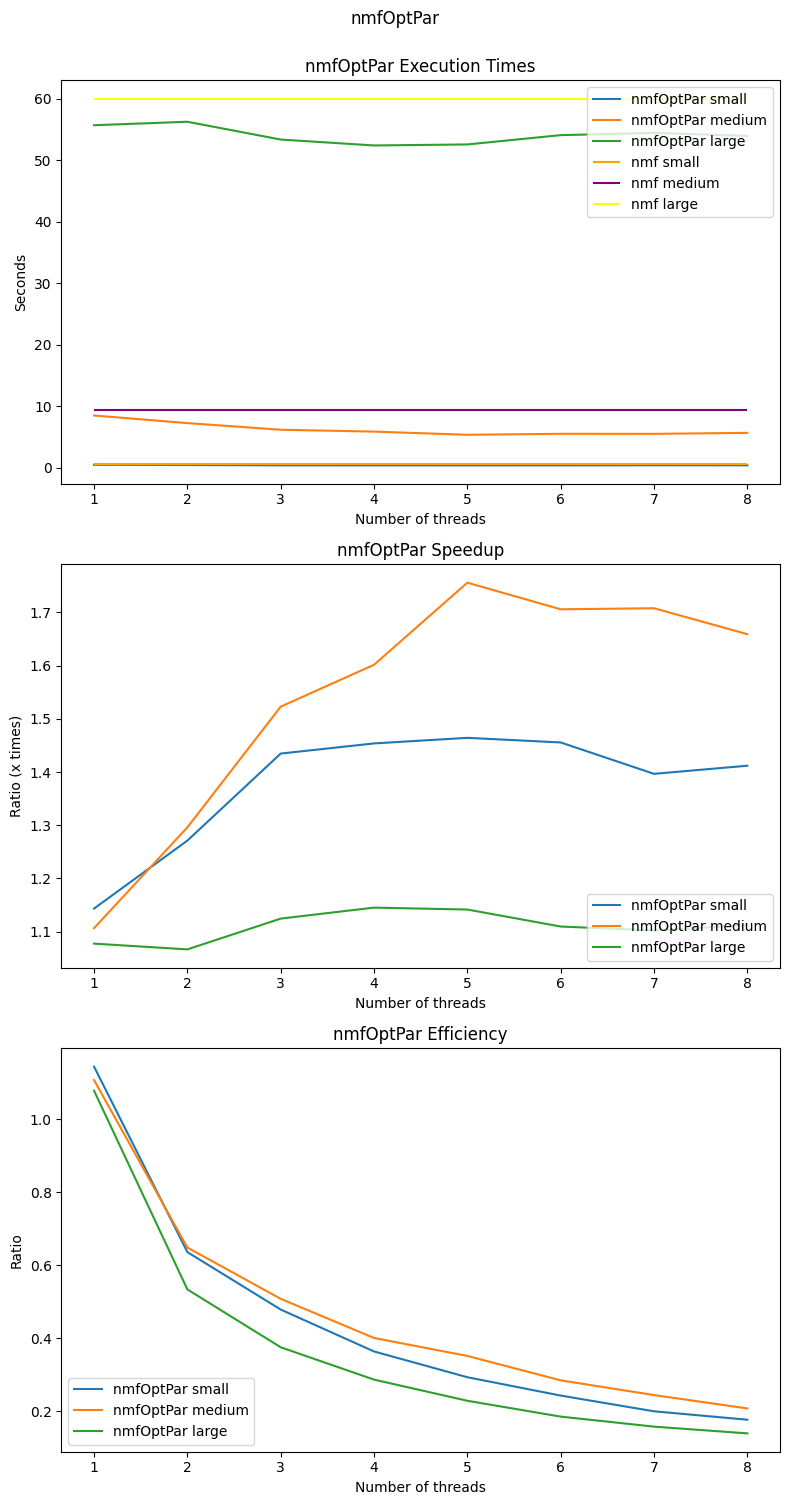 nmfOptPar
nmfOptPar Execution Times
nmfOptPar small
nmfOptPar medium
nmfOptPar large
nmf small
nmf medium
nmf large
Seconds
60
50
40
30
20
10
0
1 2 3 4 5 6 7 8
Number of threads
nmfOptPar Speedup
Ratio (x times)
1.7
1.6
1.5
1.4
1.3
1.2
1.1
nmfOptPar small
nmfOptPar medium
nmfOptPar large
1 2 3 4 5 6 7 8
Number of threads
nmfOptPar Efficiency
Ratio
1.0
0.8
0.6
0.4
0.2
nmfOptPar small
nmfOptPar medium
nmfOptPar large
1 2 3 4 5 6 7 8
Number of threads